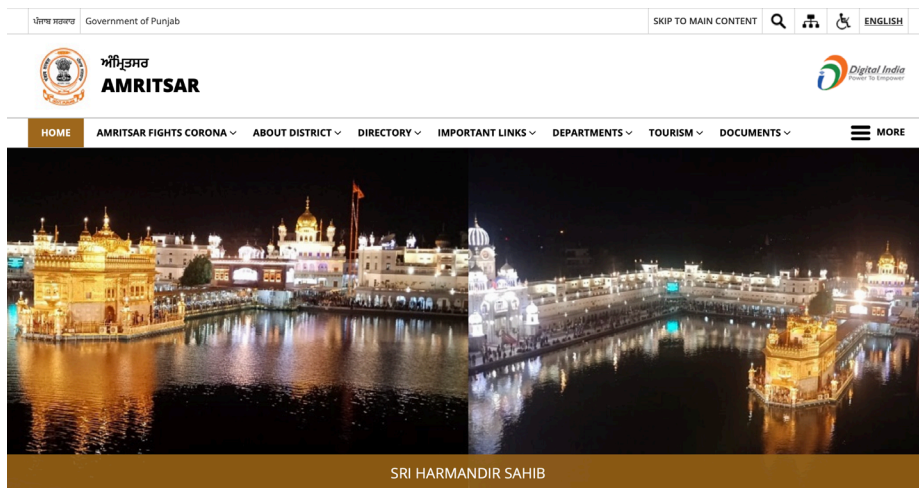 ਪੰਜਾਬ ਸਰਕਾਰ Government of Punjab SKIP TO MAIN CONTENT ENGLISH
ਅੰਮ੍ਰਿਤਸਰ
AMRITSAR
Digital India
Power To Empower
HOME AMRITSAR FIGHTS CORONA ABOUT DISTRICT DIRECTORY IMPORTANT LINKS DEPARTMENTS TOURISM DOCUMENTS MORE
SRI HARMANDIR SAHIB